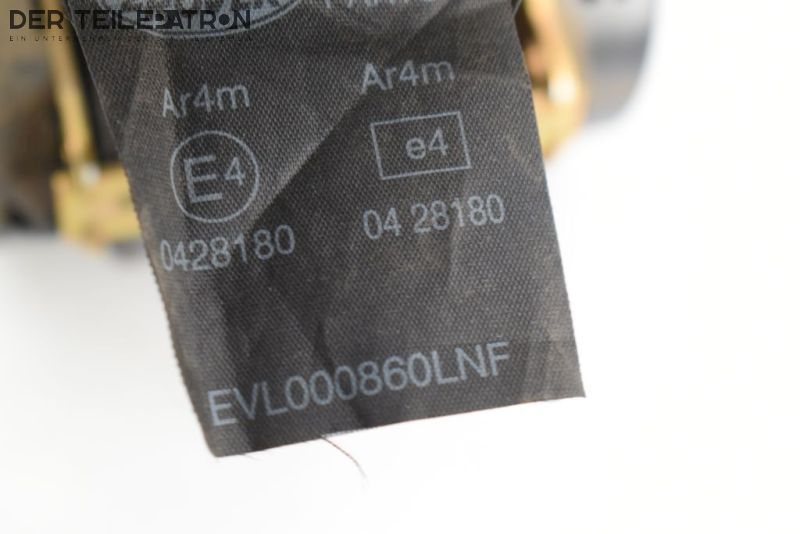 DER TEILEPATRON
Ar4m Ar4m
E4 e4
0428180 04 28180
EVL000860LNF